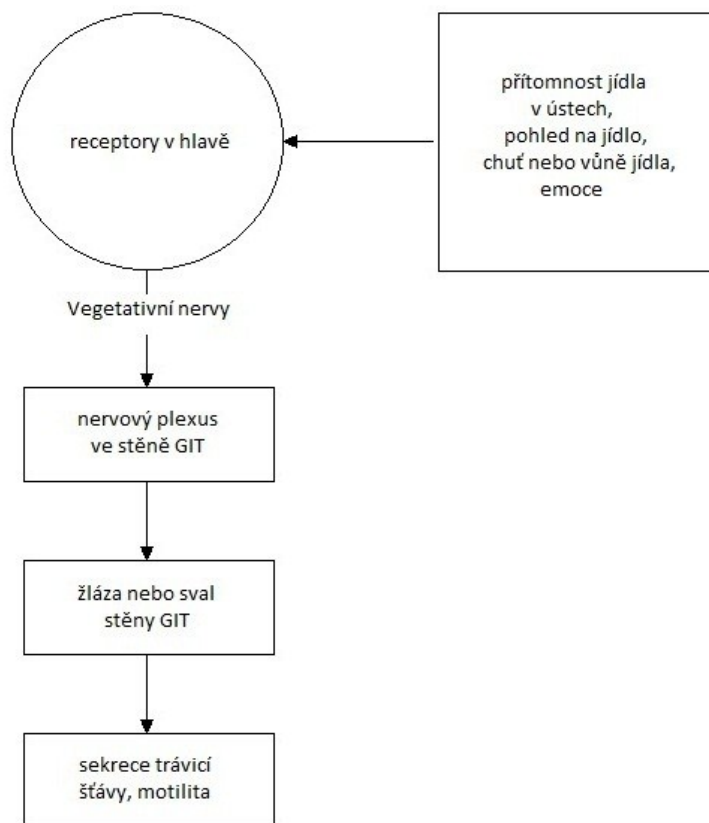 receptory v hlavě
přítomnost jídla
v ústech,
pohled na jídlo,
chuť nebo vůně jídla,
emoce
Vegetativní nervy
nervový plexus
ve stěně GIT
žláza nebo sval
stěny GIT
sekrece trávicí
šťávy, motilita